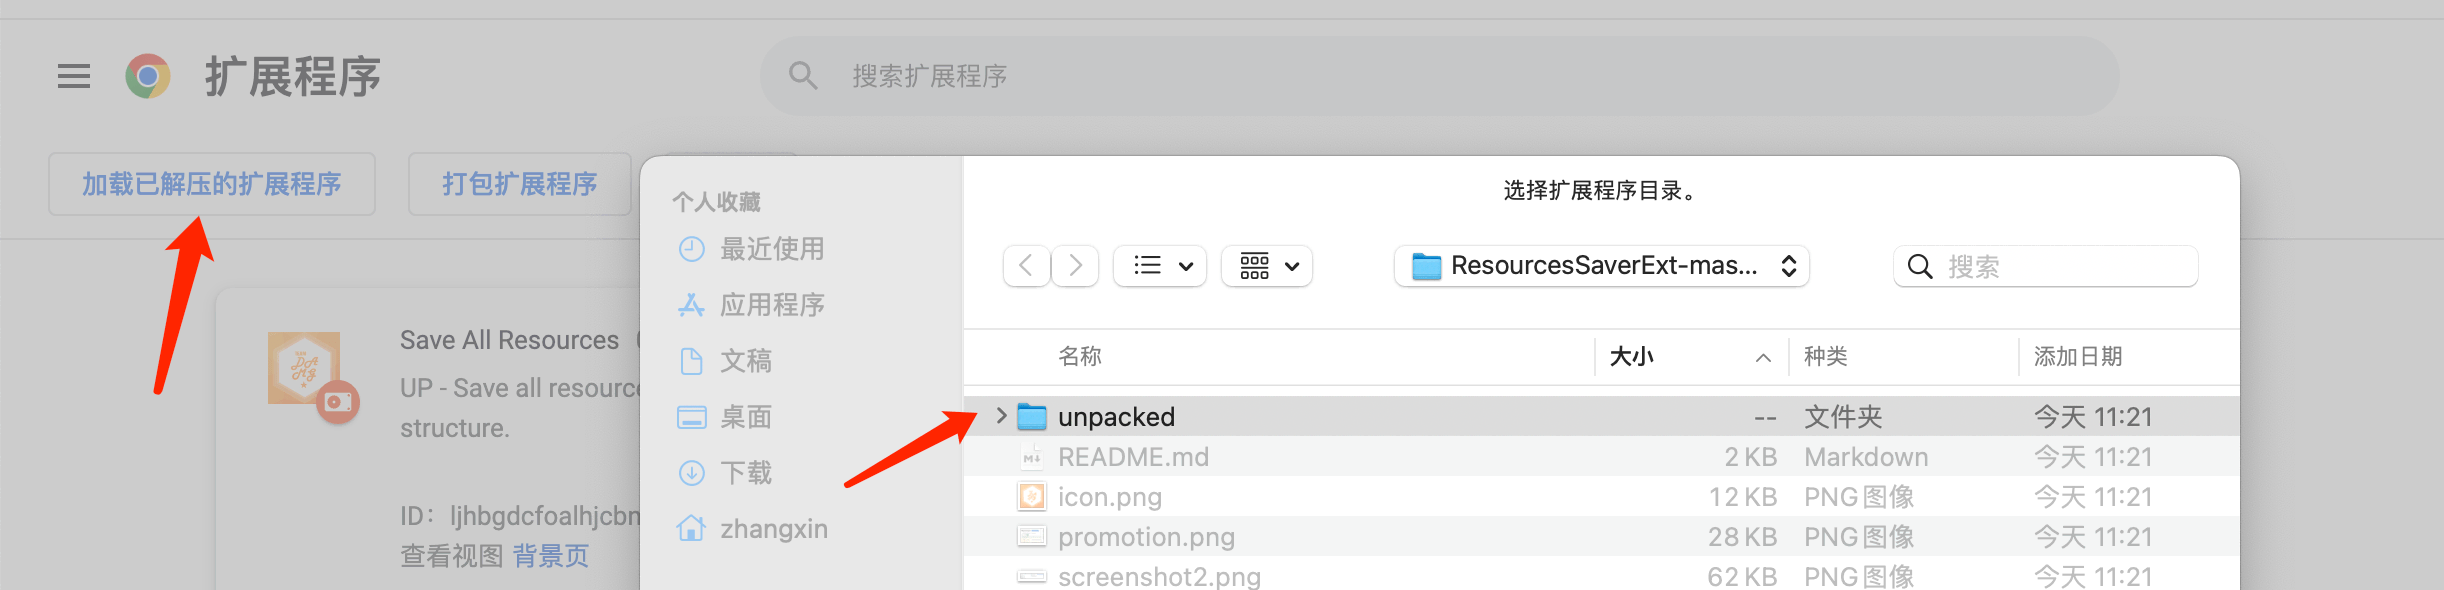 扩展程序
搜索扩展程序
加载已解压的扩展程序
打包扩展程序
Save All Resources
UP - Save all
structure.
ID：
查看视图 背景页
个人收藏
最近使用
应用程序
文稿
桌面
下载
zhangxin
选择扩展程序目录。
ResourcesSaverExt-mas...
搜索
名称 大小 种类 添加日期
unpacked -- 文件夹 今天 11:21
README.md 2 KB Markdown 今天 11:21
icon.png 12 KB PNG图像 今天 11:21
promotion.png 28 KB PNG图像 今天 11:21
screenshot2.png 62 KB PNG图像 今天 11:21